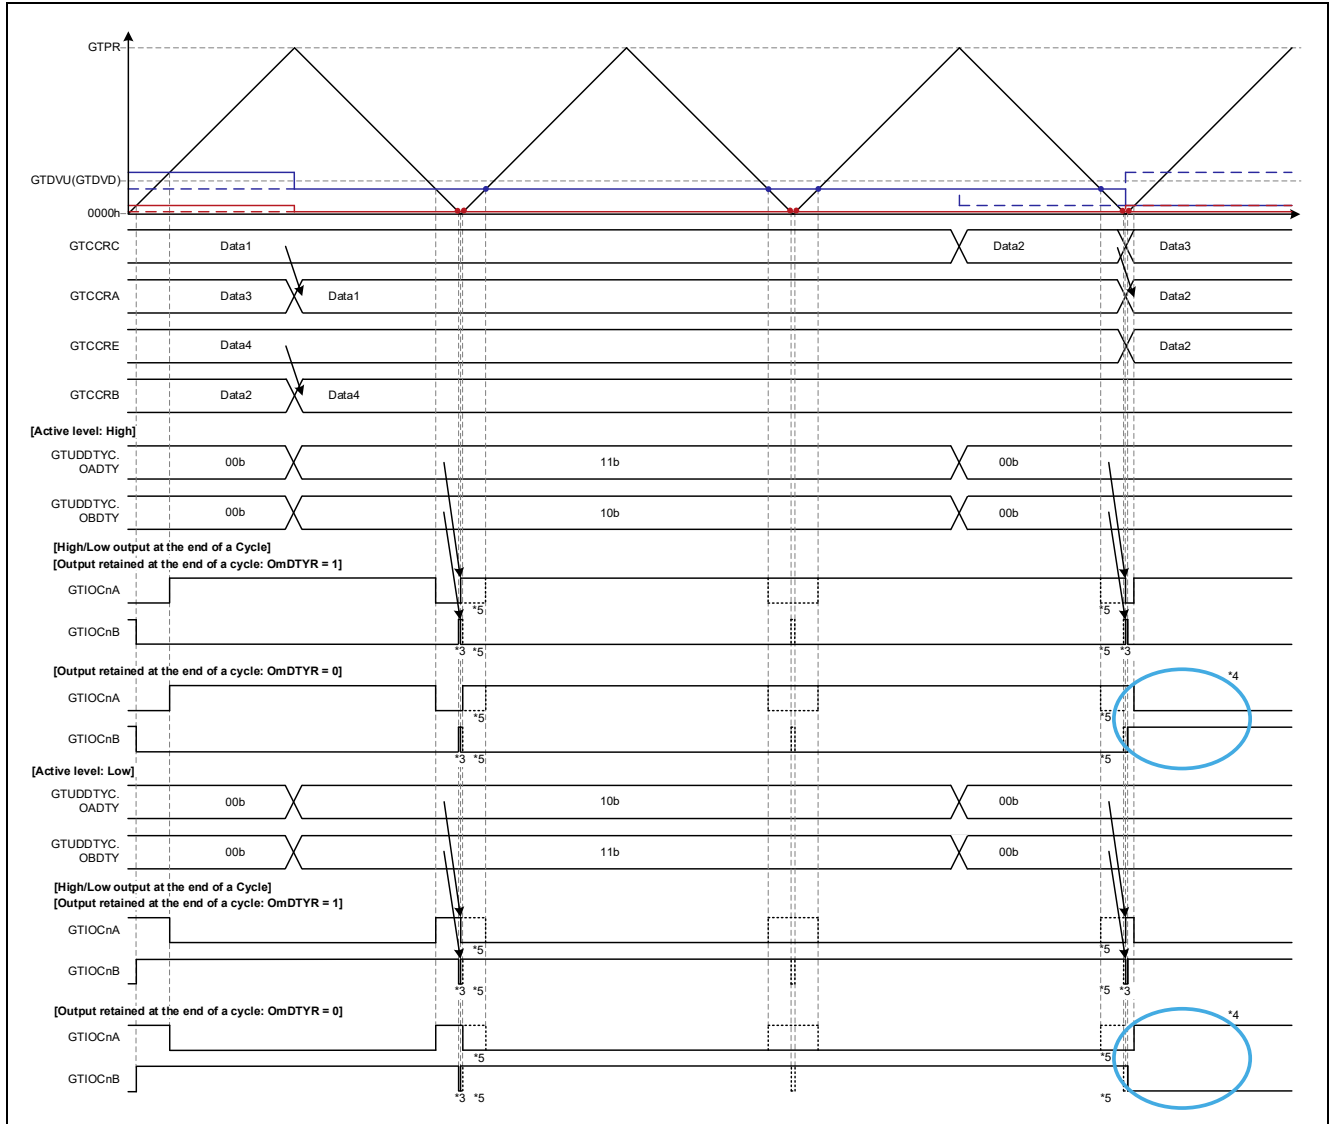 GTPR
GTDVU(GTDVD)
0000h
GTCCRC Data1 Data2 Data3
GTCCRA Data3 Data1 Data2
GTCCRE Data4 Data2
GTCCRB Data2 Data4
[Active level: High]
GTUDDTYC.
OADTY 00b 11b 00b
GTUDDTYC.
OBDTY 00b 10b 00b
[High/Low output at the end of a Cycle]
[Output retained at the end of a cycle: OmDTYR = 1]
GTIOCnA
*5 *5
GTIOCnB
*3 *5 *5 *3
[Output retained at the end of a cycle: OmDTYR = 0]
*4
GTIOCnA
*5 *5
GTIOCnB
*3 *5 *5
[Active level: Low]
GTUDDTYC.
OADTY 00b 10b 00b
GTUDDTYC.
OBDTY 00b 11b 00b
[High/Low output at the end of a Cycle]
[Output retained at the end of a cycle: OmDTYR = 1]
GTIOCnA
*5 *5
GTIOCnB
*3 *5 *5 *3
[Output retained at the end of a cycle: OmDTYR = 0]
*4
GTIOCnA
*5 *5
GTIOCnB
*3 *5 *5